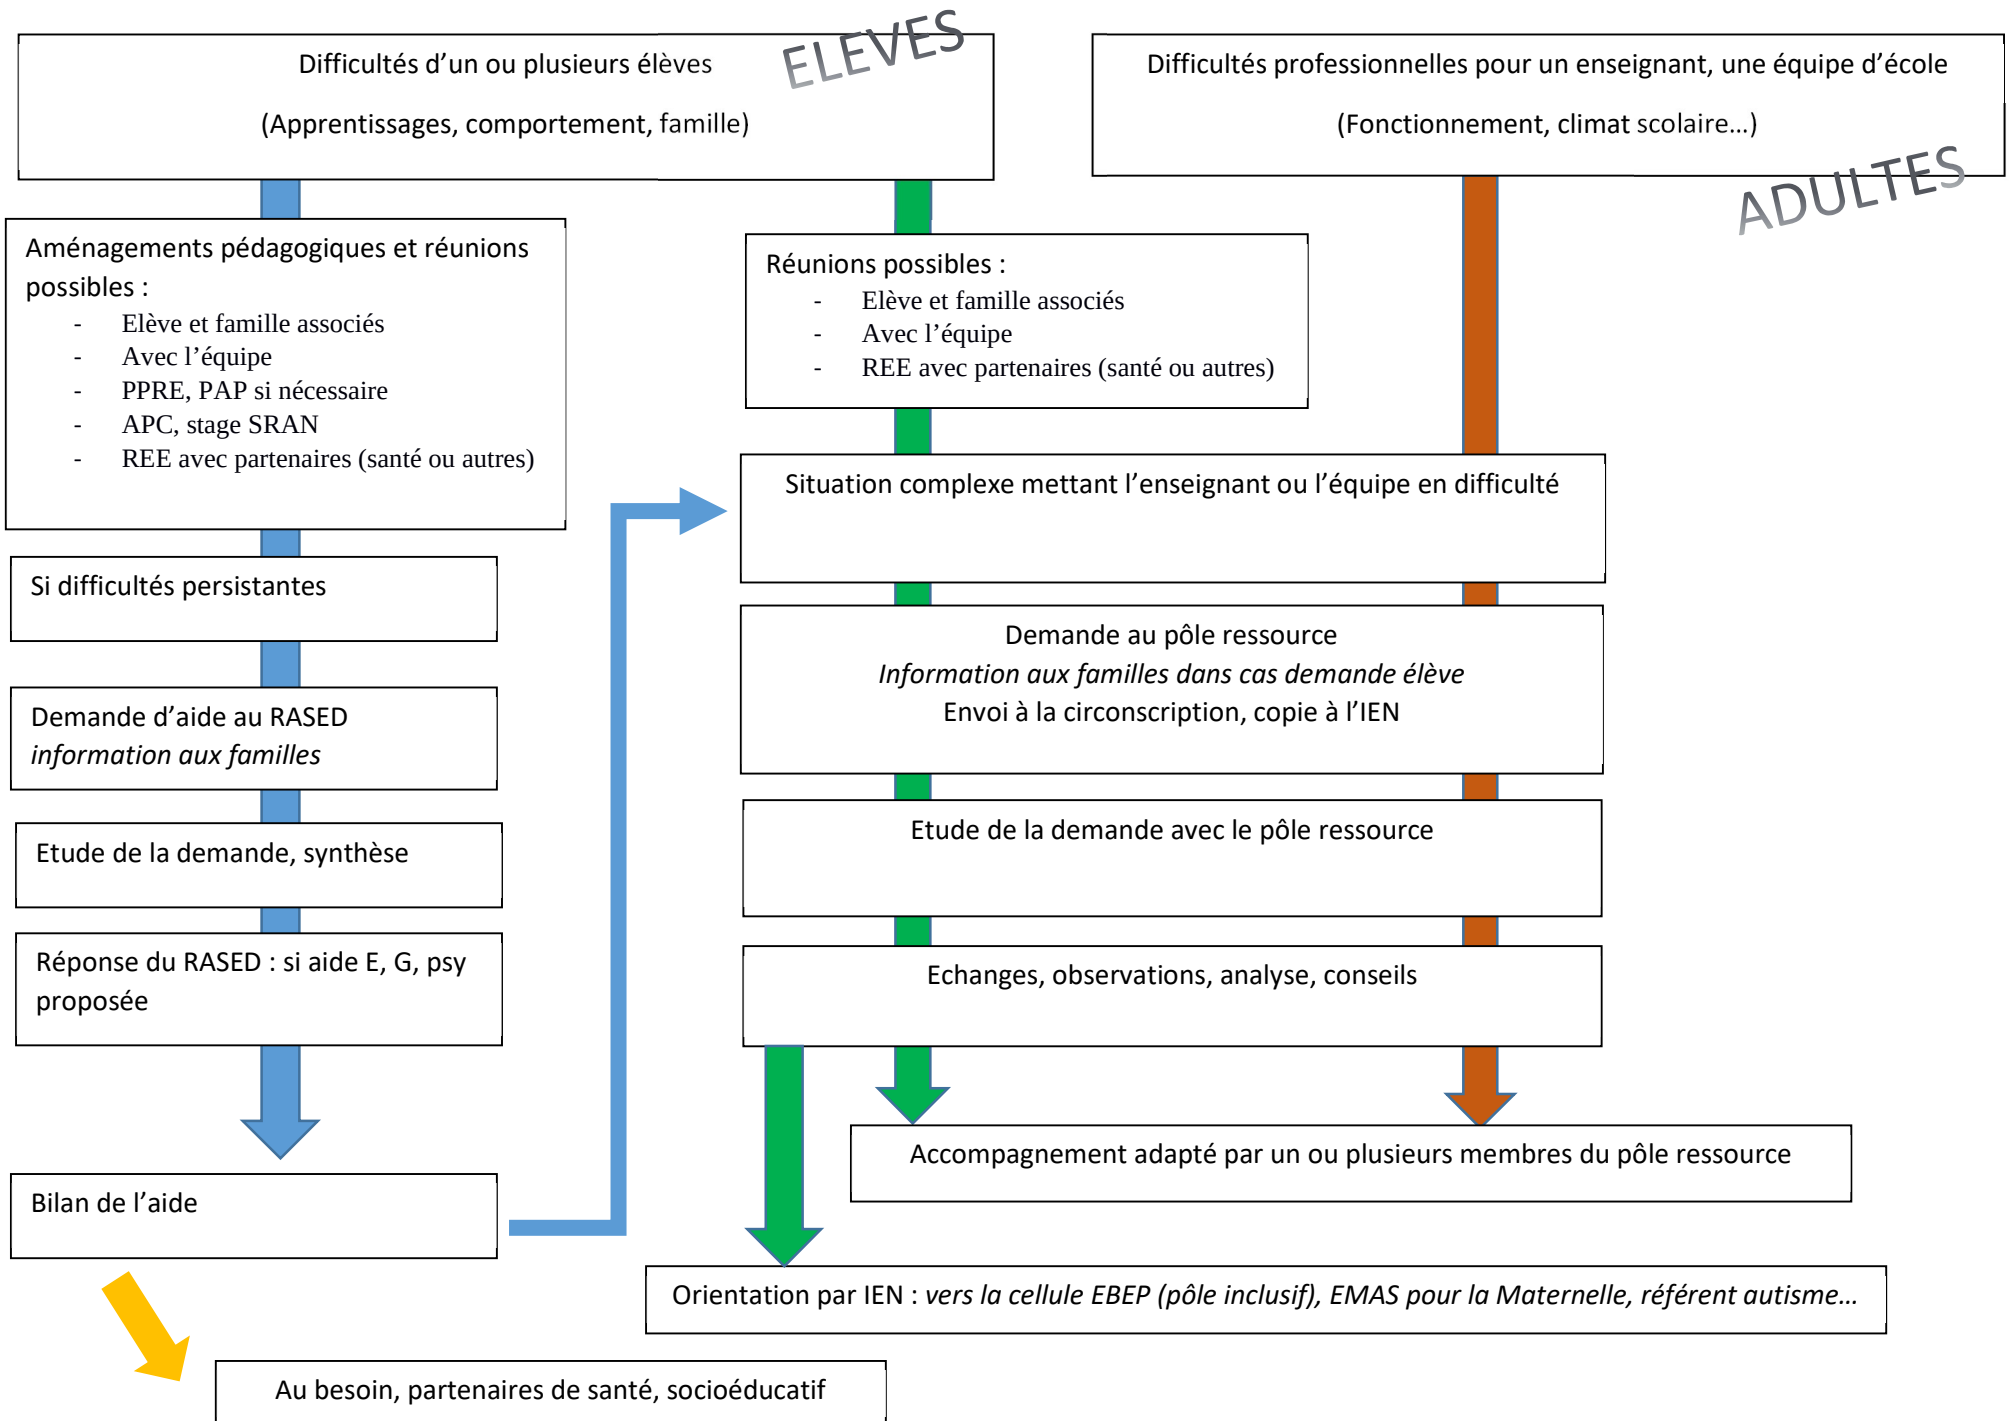 ELEVES
Difficultés d’un ou plusieurs élèves
(Apprentissages, comportement, famille)
Difficultés professionnelles pour un enseignant, une équipe d’école
(Fonctionnement, climat scolaire…)
ADULTES
Aménagements pédagogiques et réunions
possibles :
- Elève et famille associés
- Avec l’équipe
- PPRE, PAP si nécessaire
- APC, stage SRAN
- REE avec partenaires (santé ou autres)
Réunions possibles :
- Elève et famille associés
- Avec l’équipe
- REE avec partenaires (santé ou autres)
Situation complexe mettant l’enseignant ou l’équipe en difficulté
Si difficultés persistantes
Demande au pôle ressource
Information aux familles dans cas demande élève
Envoi à la circonscription, copie à l’IEN
Demande d’aide au RASED
information aux familles
Etude de la demande avec le pôle ressource
Etude de la demande, synthèse
Réponse du RASED : si aide E, G, psy
proposée
Echanges, observations, analyse, conseils
Accompagnement adapté par un ou plusieurs membres du pôle ressource
Bilan de l’aide
Orientation par IEN : vers la cellule EBEP (pôle inclusif), EMAS pour la Maternelle, référent autisme…
Au besoin, partenaires de santé, socioéducatif